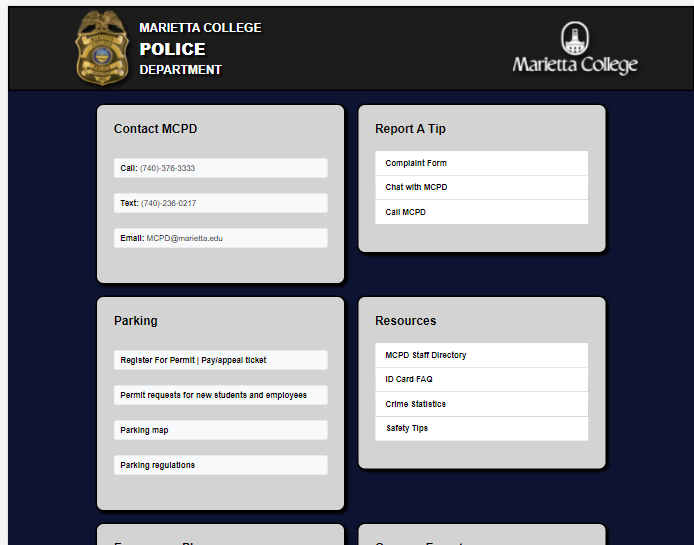 MARIETTA COLLEGE
POLICE
DEPARTMENT
Marietta College
Contact MCPD
Call: (740)-376-3333
Text: (740)-236-0217
Email: MCPD@marietta.edu
Report A Tip
Complaint Form
Chat with MCPD
Call MCPD
Parking
Register For Permit | Pay/appeal ticket
Permit requests for new students and employees
Parking map
Parking regulations
Resources
MCPD Staff Directory
ID Card FAQ
Crime Statistics
Safety Tips